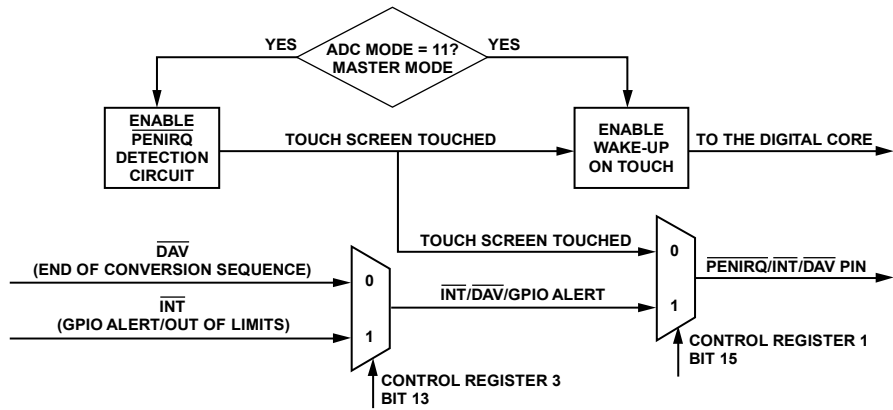 YES
ADC MODE = 11?
MASTER MODE
YES
ENABLE
PENIRQ
DETECTION
CIRCUIT
TOUCH SCREEN TOUCHED
ENABLE
WAKE-UP
ON TOUCH
TO THE DIGITAL CORE
DAV
(END OF CONVERSION SEQUENCE)
INT
(GPIO ALERT/OUT OF LIMITS)
0
1
TOUCH SCREEN TOUCHED
INT/DAV/GPIO ALERT
0
1
PENIRQ/INT/DAV PIN
CONTROL REGISTER 3
BIT 13
CONTROL REGISTER 1
BIT 15